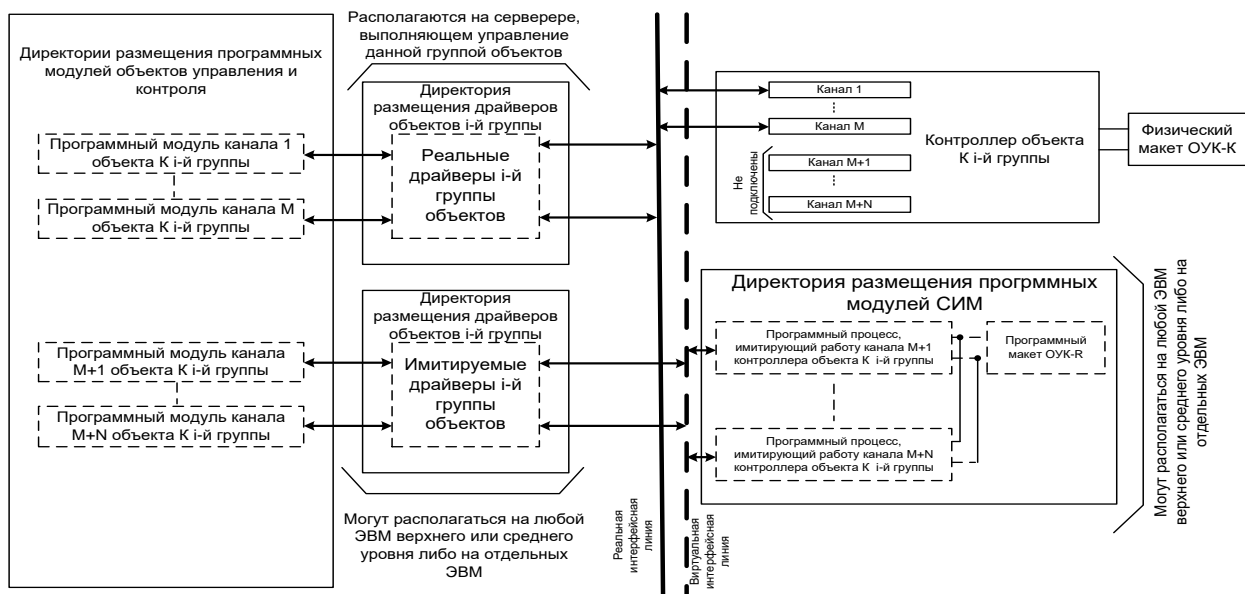 Директории размещения программных
модулей объектов управления и
контроля
Программный модуль канала 1
объекта К i-й группы
Программный модуль канала М
объекта К i-й группы
Программный модуль канала
М+1 объекта К i-й группы
Программный модуль канала
М+N объекта К i-й группы
Располагаются на серверере,
выполняющем управление
данной группой объектов
Директория
размещения драйверов
объектов i-й группы
Реальные
драйверы i-й
группы
объектов
Директория
размещения драйверов
объектов i-й группы
Имитируемые
драйверы i-й
группы
объектов
Могут располагаться на любой
ЭВМ верхнего или среднего
уровня либо на отдельных
ЭВМ
Реальная
интерфейсная
линия
Виртуальная
интерфейсная
линия
Канал 1
Канал М
Не
подключены
Канал М+1
Канал М+N
Контроллер объекта
К i-й группы
Физический
макет ОУК-К
Директория размещения прогрммных
модулей СИМ
Программный процесс,
имитирующий работу канала М+1
контроллера объекта К i-й группы
Программный
макет ОУК-R
Программный процесс,
имитирующий работу канала М+N
контроллера объекта К i-й группы
Могут располагаться на любой ЭВМ
верхнего или среднего уровня либо на
отдельных ЭВМ